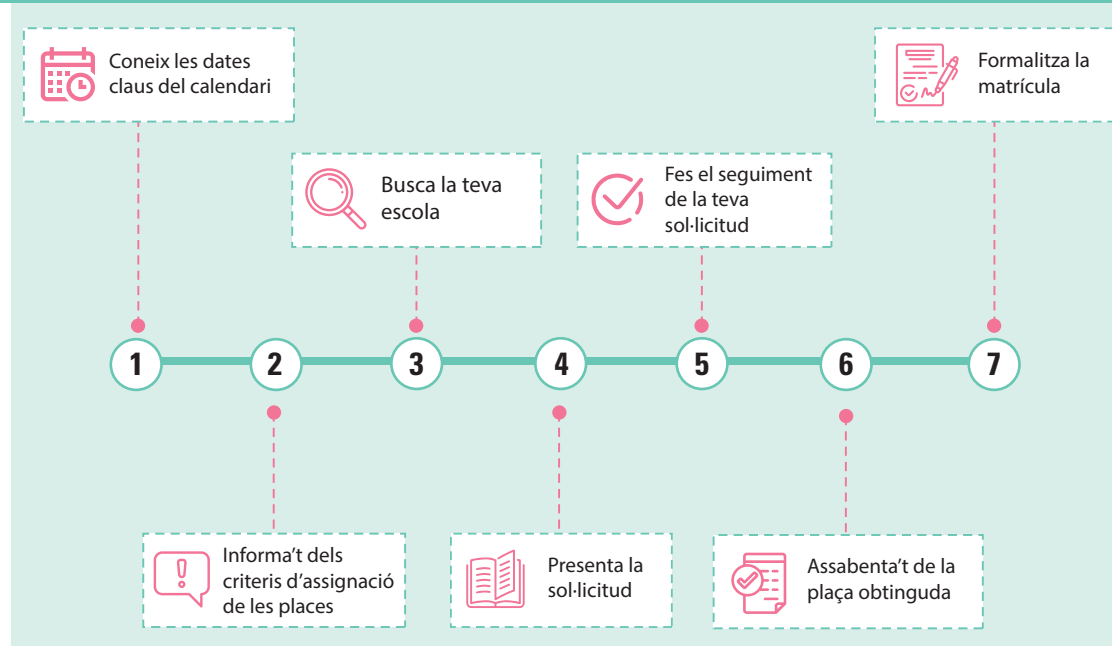 Coneix les dates
claus del calendari
Formalitza la
matrícula
Busca la teva
escola
Fes el seguiment
de la teva
sol·licitud
1
2
3
4
5
6
7
Informa’t dels
criteris d’assignació
de les places
Presenta la
sol·licitud
Assabenta’t de la
plaça obtinguda